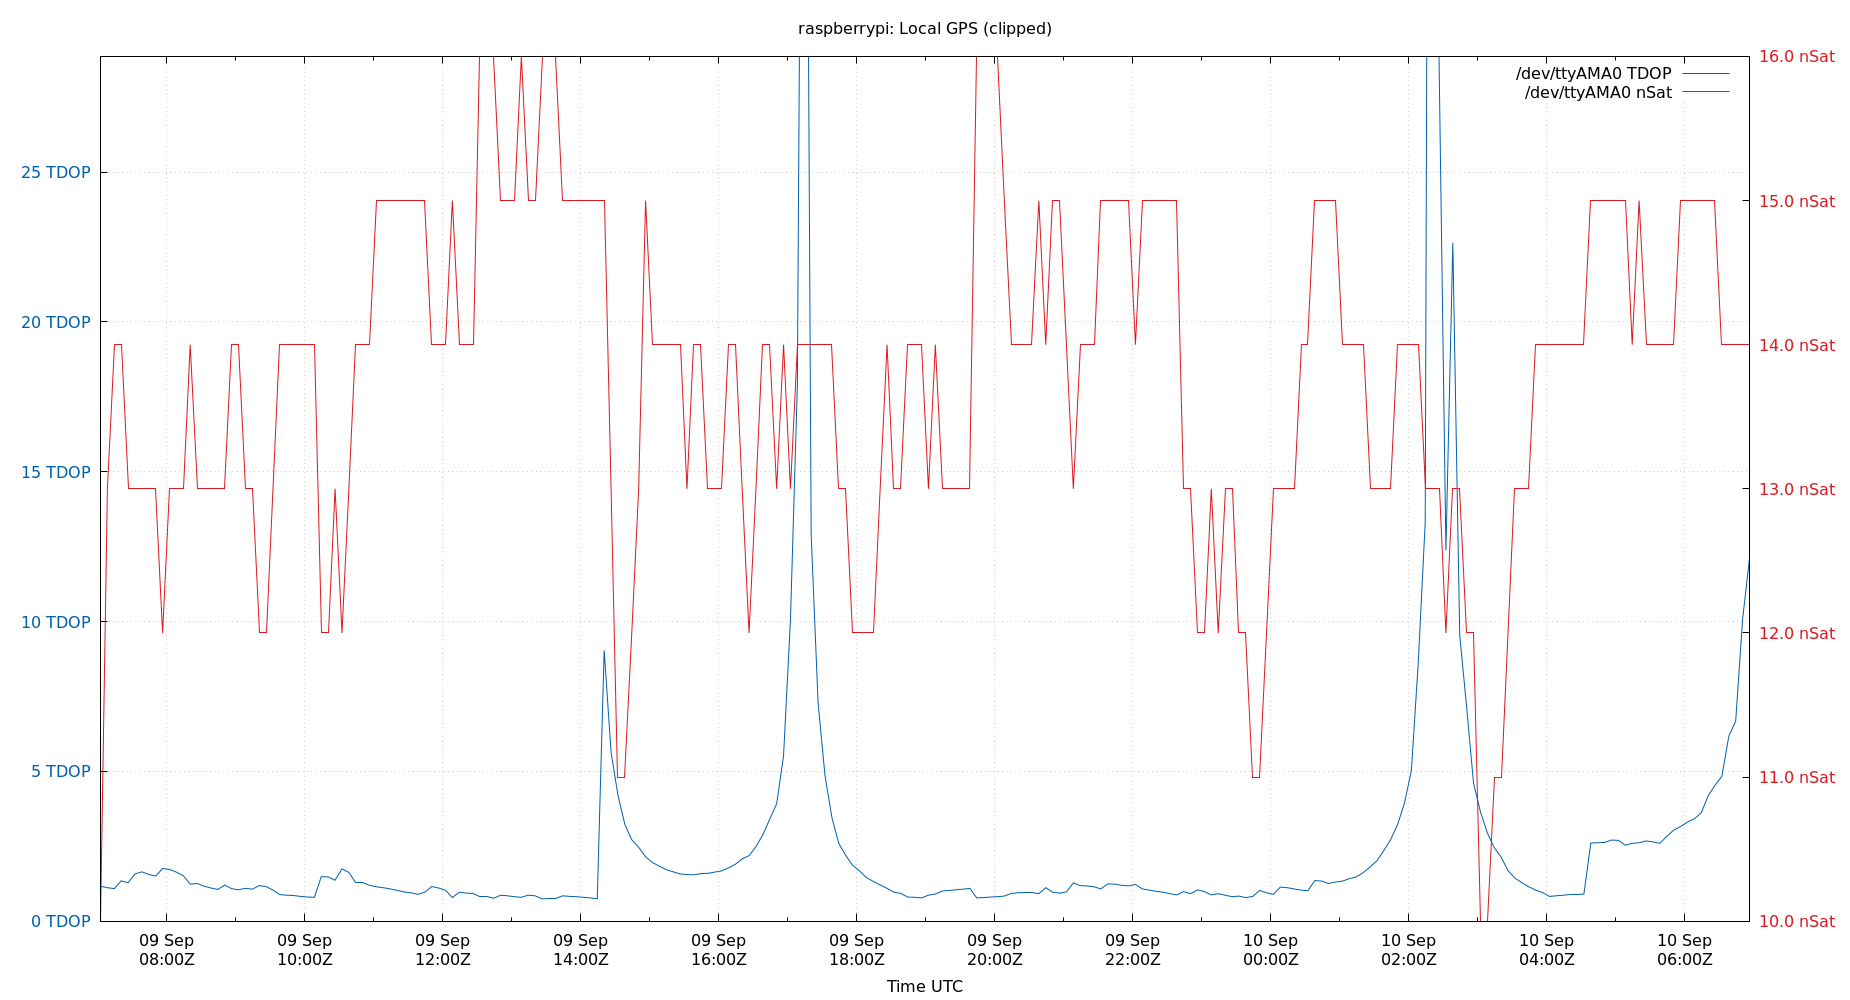 raspberrypi: Local GPS (clipped)
16.0 nSat
/dev/ttyAMA0 TDOP
/dev/ttyAMA0 nSat
25 TDOP
15.0 nSat
20 TDOP
14.0 nSat
15 TDOP
13.0 nSat
10 TDOP
12.0 nSat
5 TDOP
11.0 nSat
0 TDOP
10.0 nSat
09 Sep 09 Sep 09 Sep 09 Sep 09 Sep 09 Sep 09 Sep 09 Sep 10 Sep 10 Sep 10 Sep 10 Sep
08:00Z 10:00Z 12:00Z 14:00Z 16:00Z 18:00Z 20:00Z 22:00Z 00:00Z 02:00Z 04:00Z 06:00Z
Time UTC